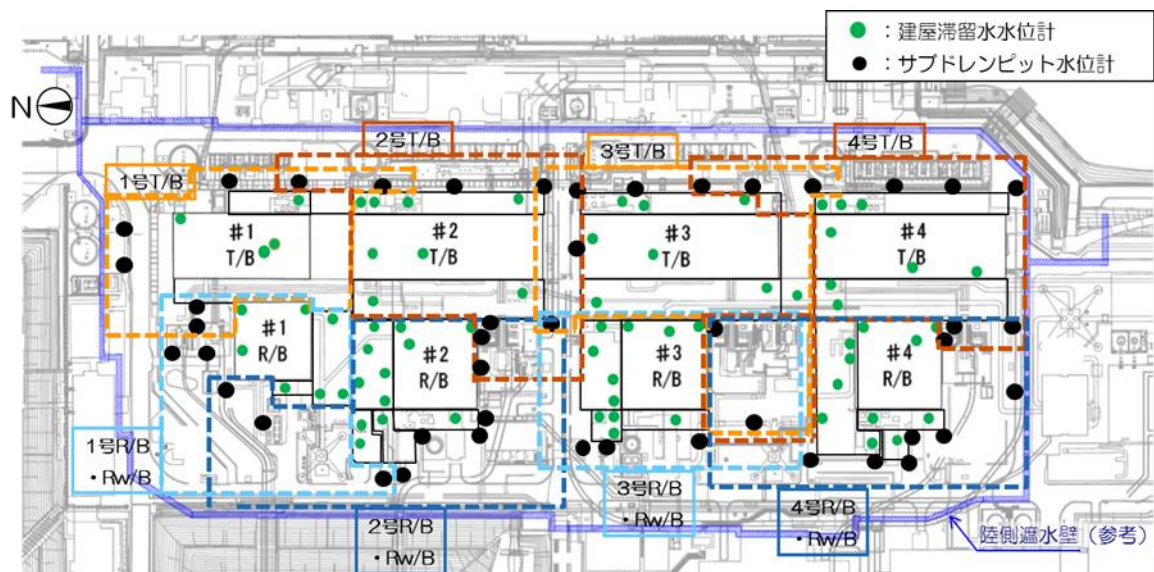 ：建屋滞留水水位計
：サブドレンピット水位計
N
2号T/B
3号T/B
4号T/B
1号T/B
#1
T/B
#2
T/B
#3
T/B
#4
T/B
#1
R/B
#2
R/B
#3
R/B
#4
R/B
1号R/B
・Rw/B
2号R/B
・Rw/B
3号R/B
・Rw/B
4号R/B
・Rw/B
陸側遮水壁（参考）